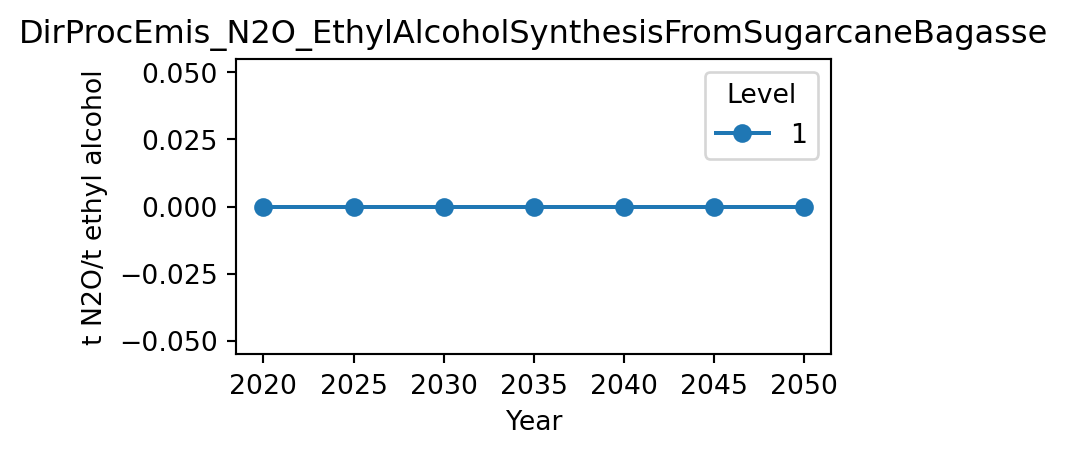 DirProcEmis_N2O_EthylAlcoholSynthesisFromSugarcaneBagasse
t N2O/t ethyl alcohol
0.050
0.025
0.000
−0.025
−0.050
Level
1
2020 2025 2030 2035 2040 2045 2050
Year